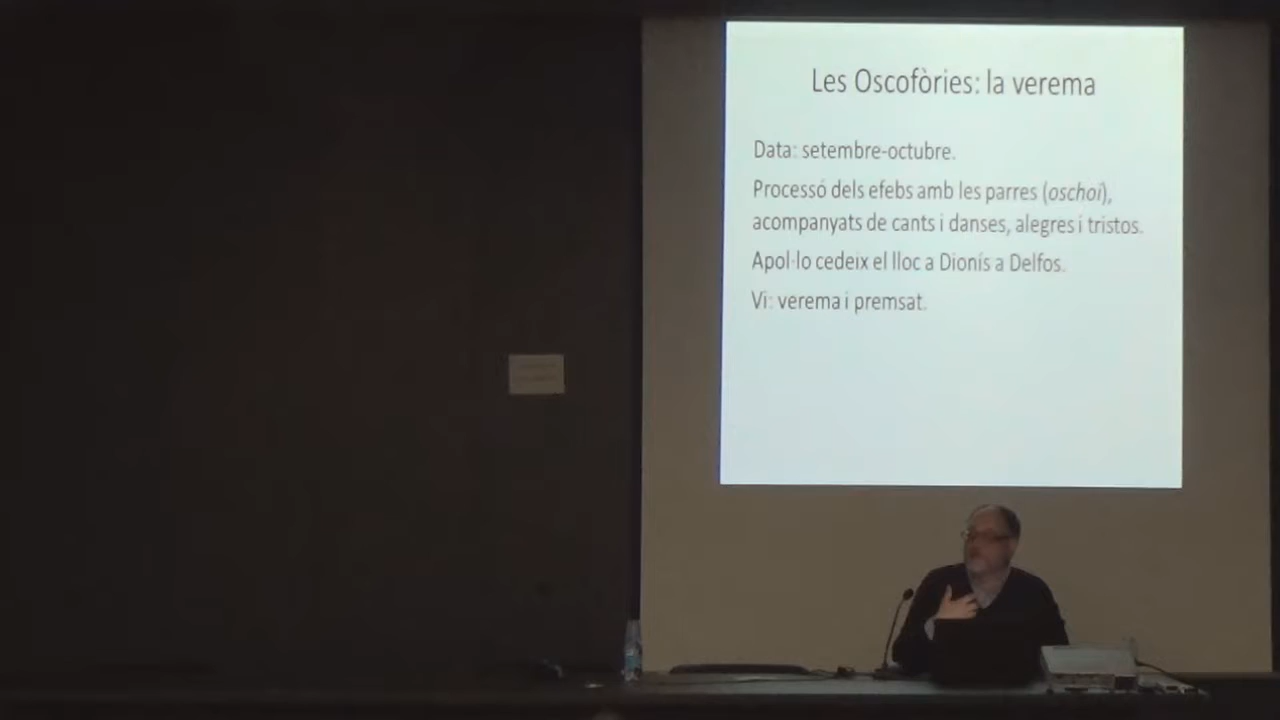 Les Oscofòries: la verema
Data: setembre-octubre.
Processó dels efebs amb les parres (oschoi),
acompanyats de cants i danses, alegres i tristos.
Apol·lo cedeix el lloc a Dionís a Delfos.
Vi: verema i premsat.